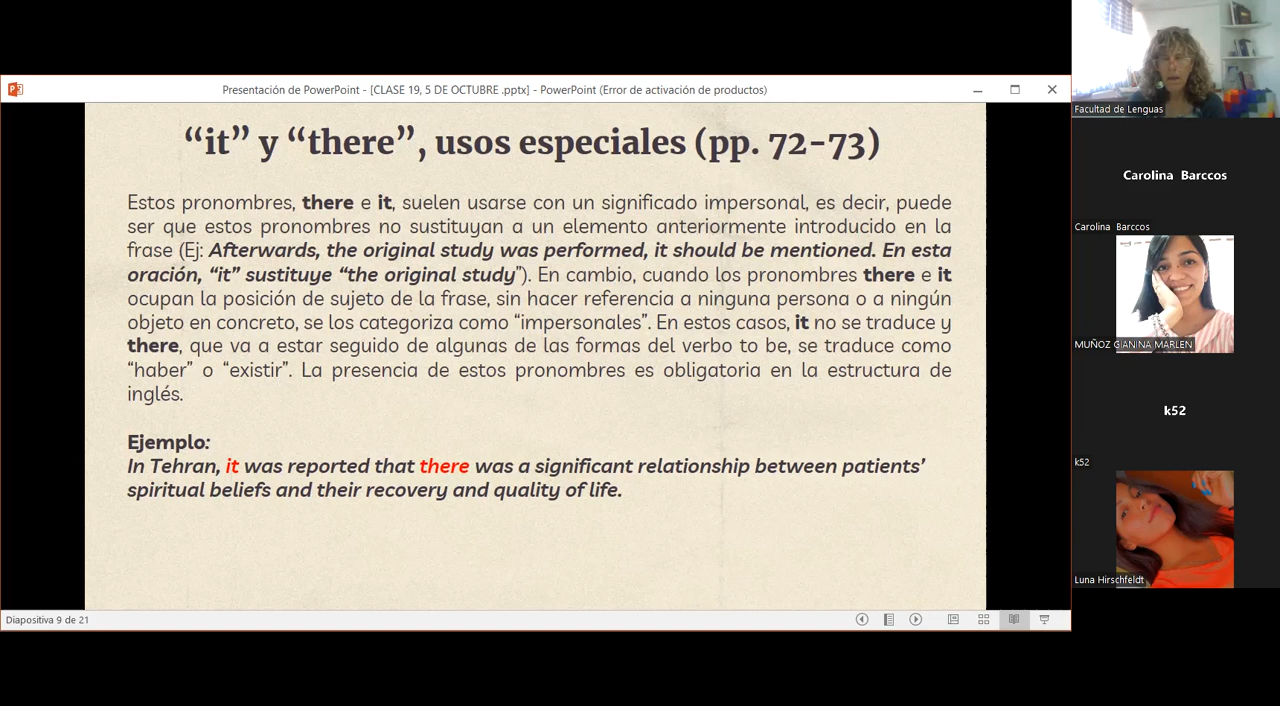 Presentación de PowerPoint - [CLASE 19, 5 DE OCTUBRE .pptx] - PowerPoint (Error de activación de productos)
“it” y “there”, usos especiales (pp. 72-73)
Estos pronombres, there e it, suelen usarse con un significado impersonal, es decir, puede
ser que estos pronombres no sustituyan a un elemento anteriormente introducido en la
frase (Ej: Afterwards, the original study was performed, it should be mentioned. En esta
oración, “it” sustituye “the original study”). En cambio, cuando los pronombres there e it
ocupan la posición de sujeto de la frase, sin hacer referencia a ninguna persona o a ningún
objeto en concreto, se los categoriza como “impersonales”. En estos casos, it no se traduce y
there, que va a estar seguido de algunas de las formas del verbo to be, se traduce como
“haber” o “existir”. La presencia de estos pronombres es obligatoria en la estructura de
inglés.
Ejemplo:
In Tehran, it was reported that there was a significant relationship between patients’
spiritual beliefs and their recovery and quality of life.
Diapositiva 9 de 21
Facultad de Lenguas
Carolina Barccos
Carolina Barccos
MUÑOZ GIANINA MARLEN
k52
k52
Luna Hirschfeldt